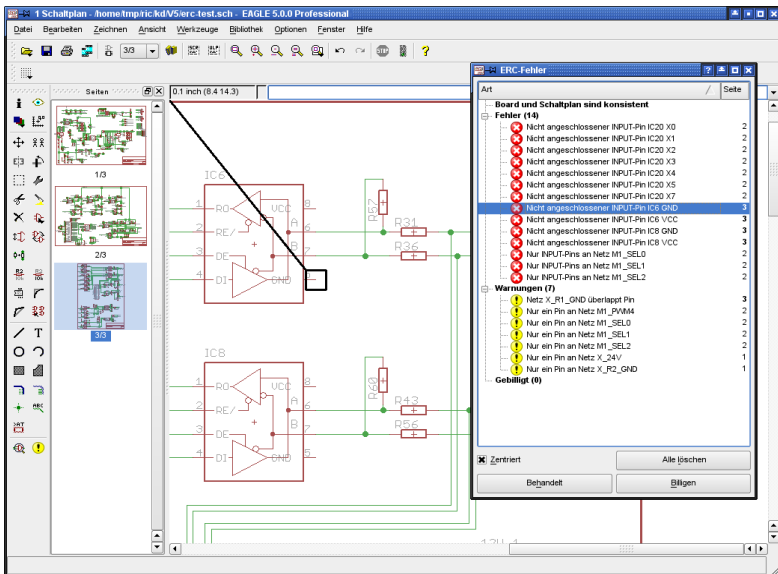 1 Schaltplan - /home/tmp/ric/kd/V5/erc-test.sch - EAGLE 5.0.0 Professional
Datei Bearbeiten Zeichnen Ansicht Werkzeuge Bibliothek Optionen Fenster Hilfe
3/3
Seiten
0.1 inch (8.4 14.3)
1/3
2/3
3/3
IC6
RO
RE/
DE
DI
VCC
A
B
GND
1
2
3
4
8
6
7
R57
R31
R36
IC8
RO
RE/
DE
DI
VCC
A
B
GND
1
2
3
4
8
6
7
5
R60
R43
R56
ERC-Fehler
Art Seite
Board und Schaltplan sind konsistent
Fehler (14)
Nicht angeschlossener INPUT-Pin IC20 X0 2
Nicht angeschlossener INPUT-Pin IC20 X1 2
Nicht angeschlossener INPUT-Pin IC20 X2 2
Nicht angeschlossener INPUT-Pin IC20 X3 2
Nicht angeschlossener INPUT-Pin IC20 X4 2
Nicht angeschlossener INPUT-Pin IC20 X5 2
Nicht angeschlossener INPUT-Pin IC20 X7 2
Nicht angeschlossener INPUT-Pin IC6 GND 3
Nicht angeschlossener INPUT-Pin IC6 VCC 3
Nicht angeschlossener INPUT-Pin IC8 GND 3
Nicht angeschlossener INPUT-Pin IC8 VCC 3
Nur INPUT-Pins an Netz M1_SEL0 2
Nur INPUT-Pins an Netz M1_SEL1 2
Nur INPUT-Pins an Netz M1_SEL2 2
Warnungen (7)
Netz X_R1_GND überlappt Pin 3
Nur ein Pin an Netz M1_PWM4 2
Nur ein Pin an Netz M1_SEL0 2
Nur ein Pin an Netz M1_SEL1 2
Nur ein Pin an Netz M1_SEL2 2
Nur ein Pin an Netz X_24V 1
Nur ein Pin an Netz X_R2_GND 1
Gebilligt (0)
Zentriert
Alle löschen
Behandelt
Billigen